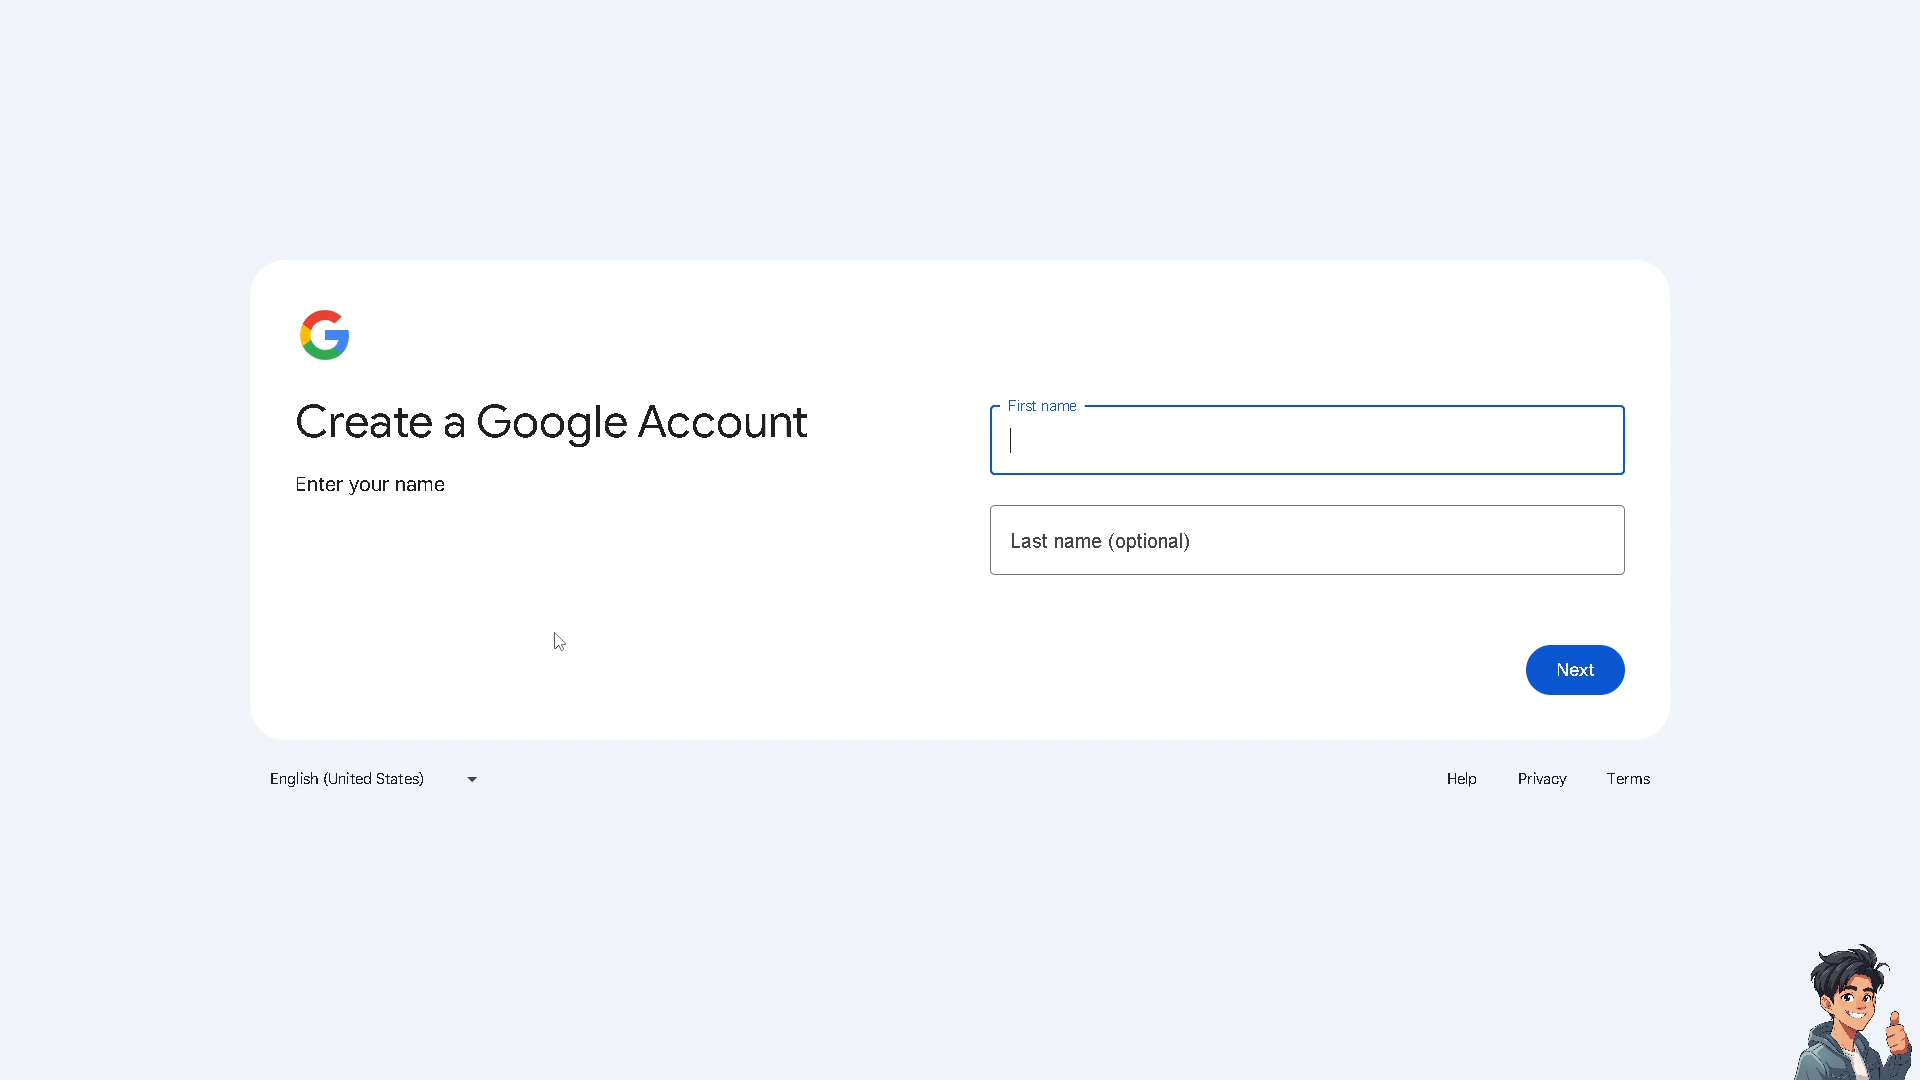 Create a Google Account
Enter your name
First name
Last name (optional)
Next
English (United States)
Help Privacy Terms